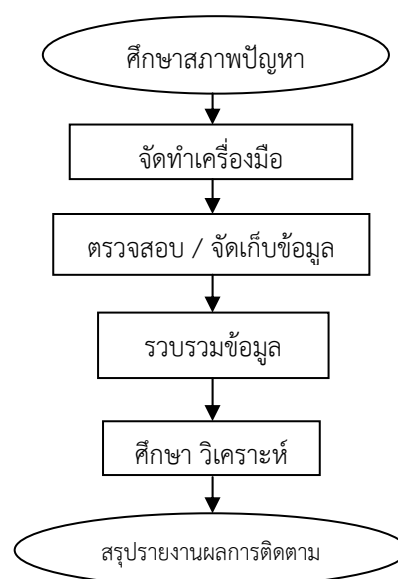 ศึกษาสภาพปัญหา
จัดทำเครื่องมือ
ตรวจสอบ / จัดเก็บข้อมูล
รวบรวมข้อมูล
ศึกษา วิเคราะห์
สรุปรายงานผลการติดตาม